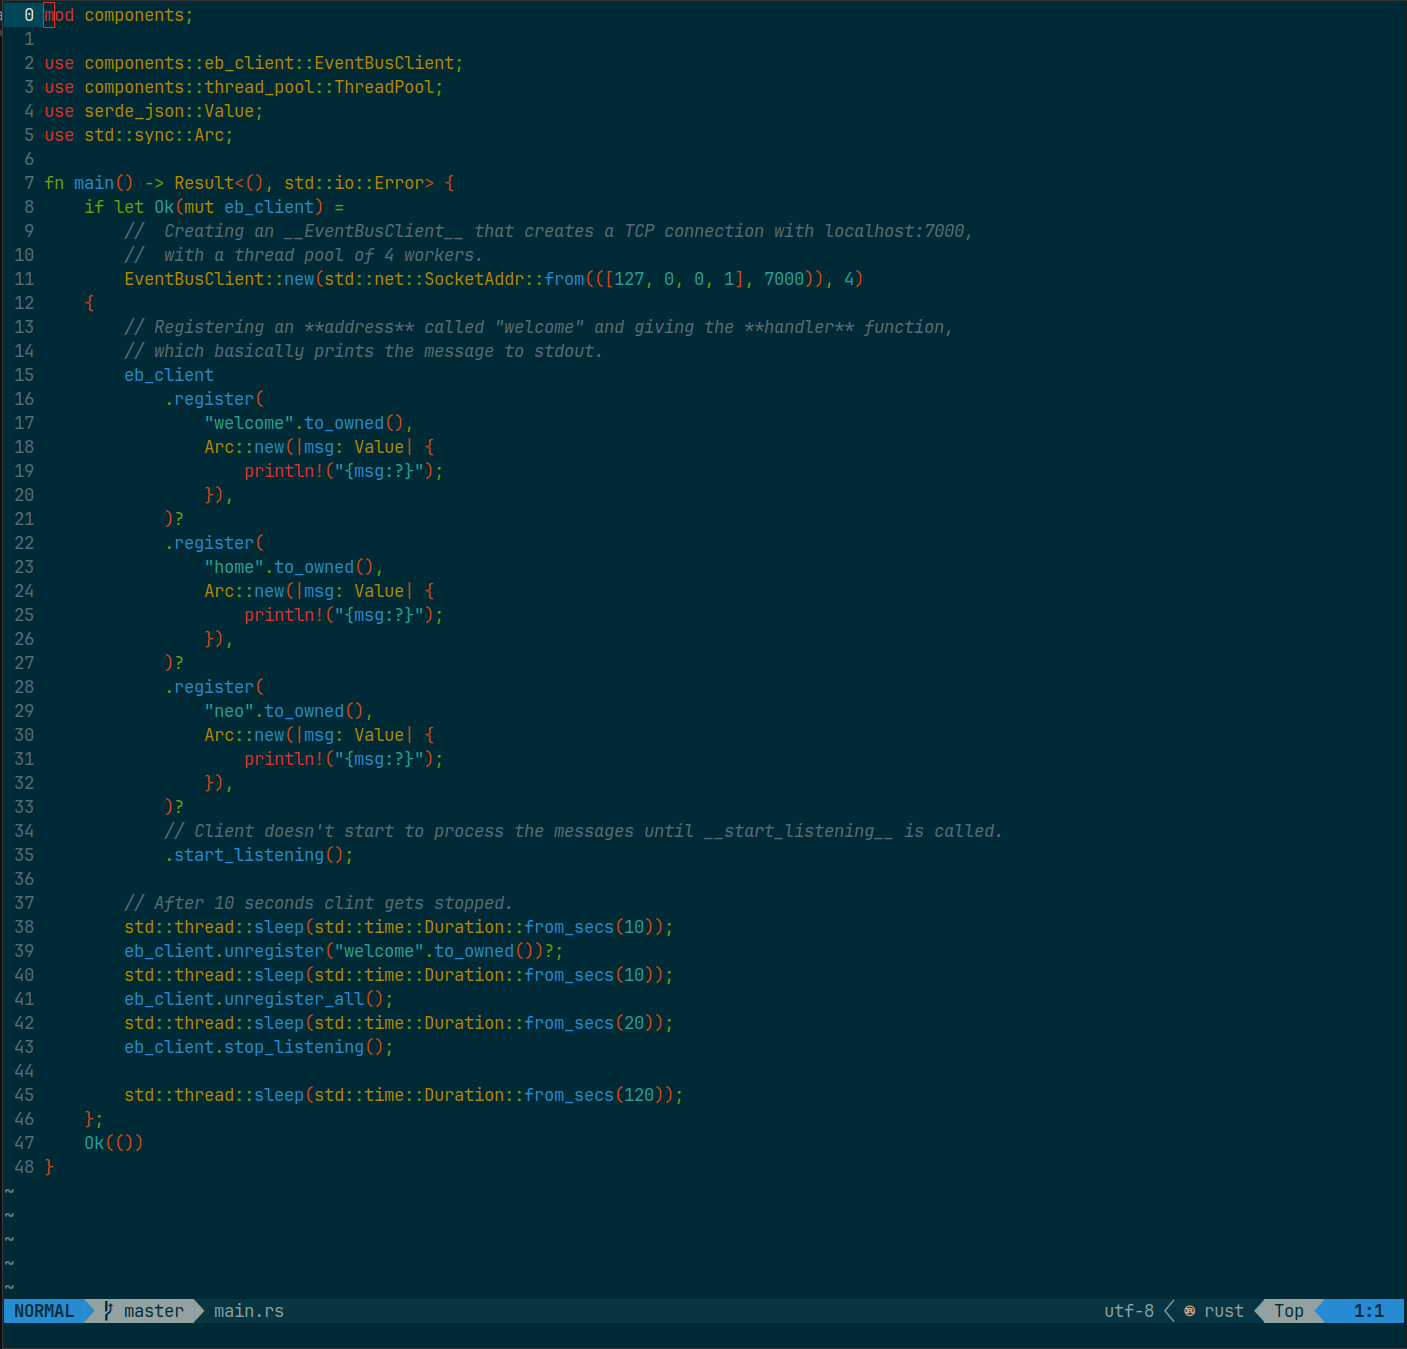 0 mod components;
1
2 use components::eb_client::EventBusClient;
3 use components::thread_pool::ThreadPool;
4 use serde_json::Value;
5 use std::sync::Arc;
6
7 fn main() -> Result<(), std::io::Error> {
8     if let Ok(mut eb_client) =
9         //  Creating an __EventBusClient__ that creates a TCP connection with localhost:7000,
10         //  with a thread pool of 4 workers.
11         EventBusClient::new(std::net::SocketAddr::from(([127, 0, 0, 1], 7000)), 4)
12     {
13         // Registering an **address** called "welcome" and giving the **handler** function,
14         // which basically prints the message to stdout.
15         eb_client
16             .register(
17                 "welcome".to_owned(),
18                 Arc::new(|msg: Value| {
19                     println!("{msg:?}");
20                 }),
21             )?
22             .register(
23                 "home".to_owned(),
24                 Arc::new(|msg: Value| {
25                     println!("{msg:?}");
26                 }),
27             )?
28             .register(
29                 "neo".to_owned(),
30                 Arc::new(|msg: Value| {
31                     println!("{msg:?}");
32                 }),
33             )?
34             // Client doesn't start to process the messages until __start_listening__ is called.
35             .start_listening();
36
37         // After 10 seconds clint gets stopped.
38         std::thread::sleep(std::time::Duration::from_secs(10));
39         eb_client.unregister("welcome".to_owned())?;
40         std::thread::sleep(std::time::Duration::from_secs(10));
41         eb_client.unregister_all();
42         std::thread::sleep(std::time::Duration::from_secs(20));
43         eb_client.stop_listening();
44
45         std::thread::sleep(std::time::Duration::from_secs(120));
46     };
47     Ok(())
48 }
~
~
~
~
~
NORMAL master main.rs utf-8 rust Top 1:1